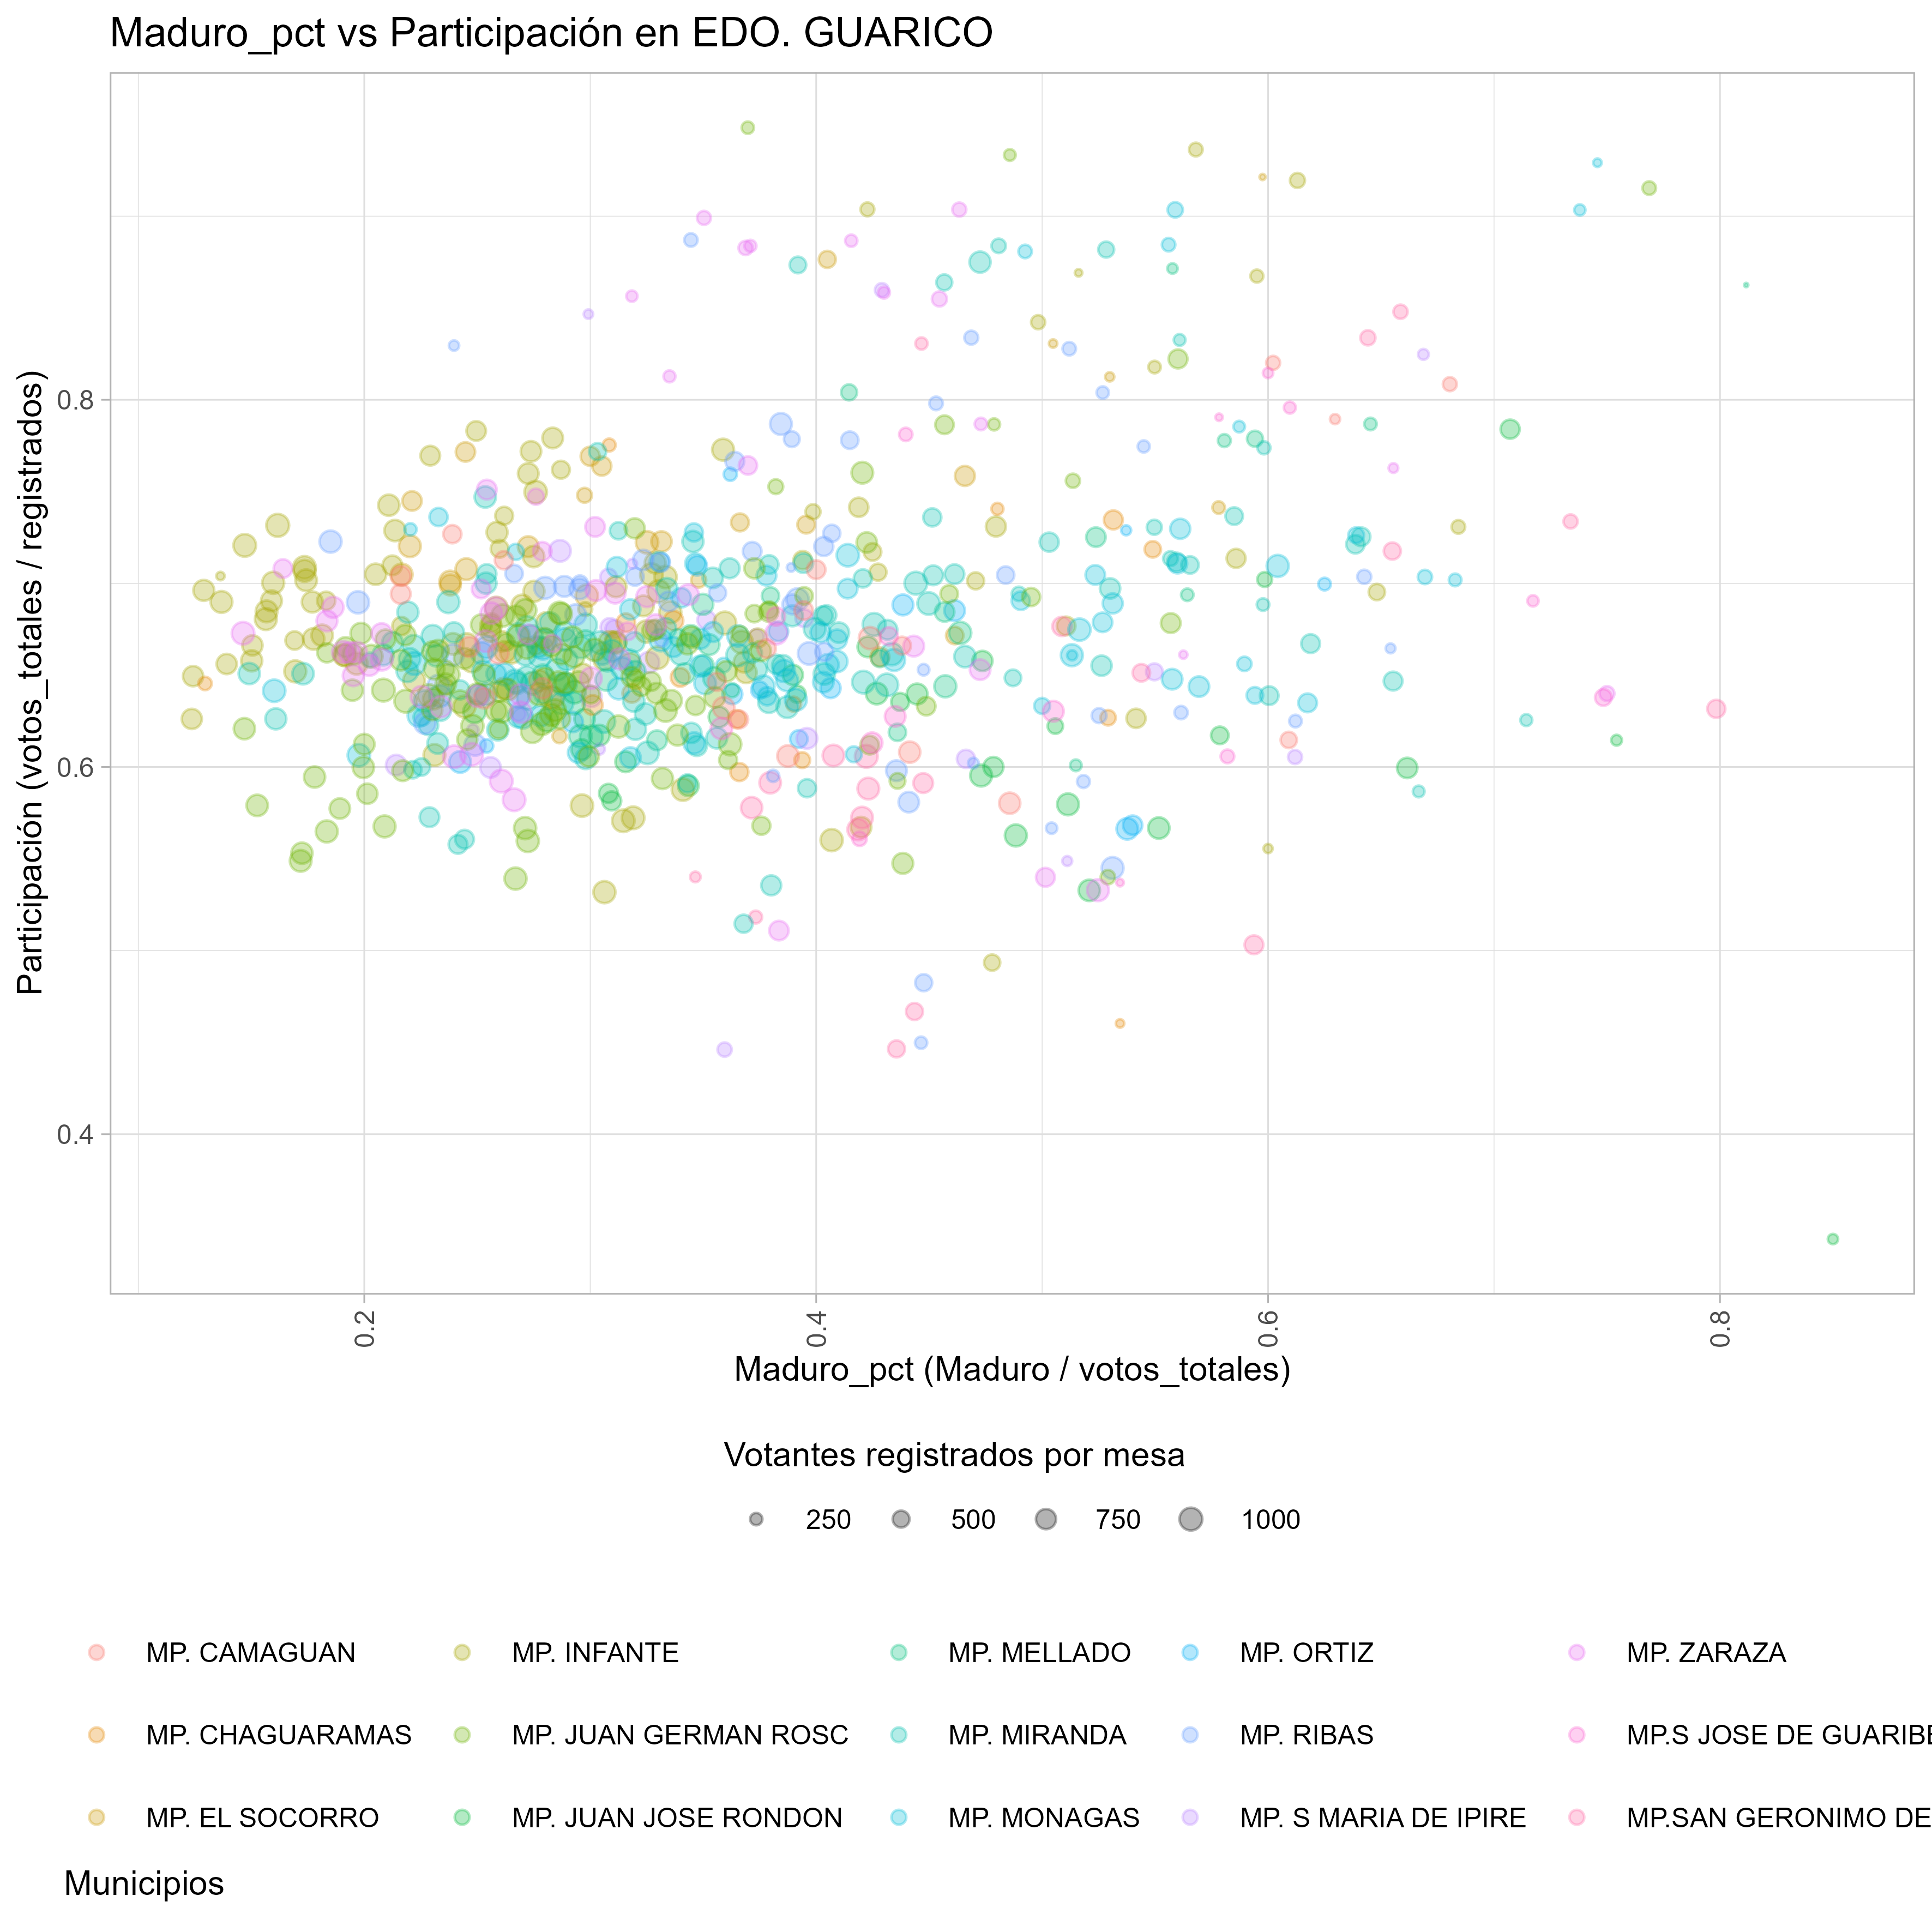 Maduro_pct vs Participación en EDO. GUARICO
Participación (votos_totales / registrados)
0.8
0.6
0.4
0.2
0.4
0.6
0.8
Maduro_pct (Maduro / votos_totales)
Votantes registrados por mesa
250 500 750 1000
MP. CAMAGUAN MP. INFANTE MP. MELLADO MP. ORTIZ MP. ZARAZA
MP. CHAGUARAMAS MP. JUAN GERMAN ROSC MP. MIRANDA MP. RIBAS MP.S JOSE DE GUARIBE
MP. EL SOCORRO MP. JUAN JOSE RONDON MP. MONAGAS MP. S MARIA DE IPIRE MP.SAN GERONIMO DE
Municipios